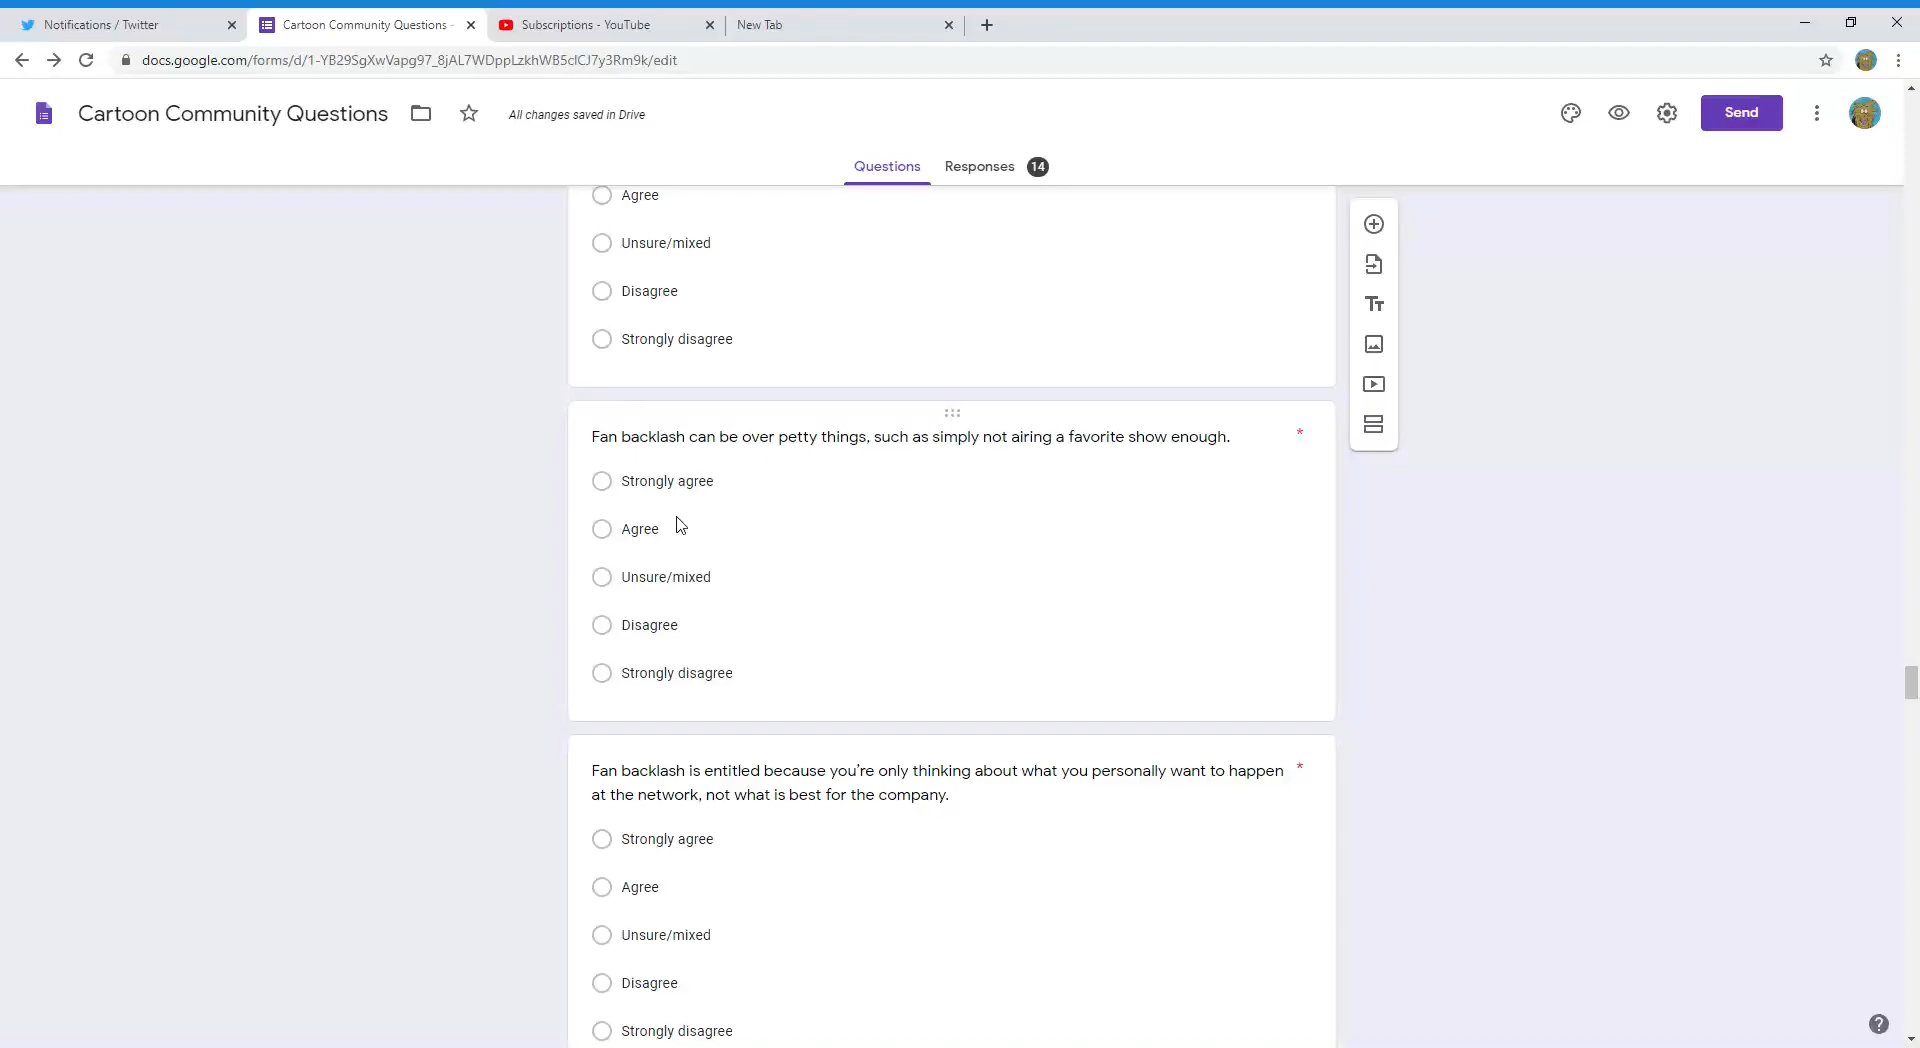 Notifications / Twitter
Cartoon Community Questions -
Subscriptions - YouTube
New Tab
docs.google.com/forms/d/1-YB29SgXwVapg97_8jAL7WDppLzkhWB5clCJ7y3Rm9k/edit
Cartoon Community Questions
All changes saved in Drive
Send
Questions
Responses 14
Agree
Unsure/mixed
Disagree
Strongly disagree
Fan backlash can be over petty things, such as simply not airing a favorite show enough. *
Strongly agree
Agree
Unsure/mixed
Disagree
Strongly disagree
Fan backlash is entitled because you’re only thinking about what you personally want to happen *
at the network, not what is best for the company.
Strongly agree
Agree
Unsure/mixed
Disagree
Strongly disagree